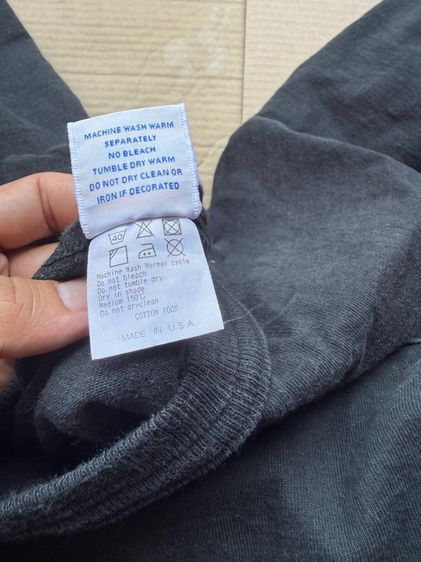 MACHINE WASH WARM
SEPARATELY
NO BLEACH
TUMBLE DRY WARM
DO NOT DRY CLEAN OR
IRON IF DECORATED
40
Machine Wash Normal cycle
Do not bleach
Do not tumble dry
Dry in shade
Medium 150°C
Do not dryclean
COTTON 100%
MADE IN U.S.A.